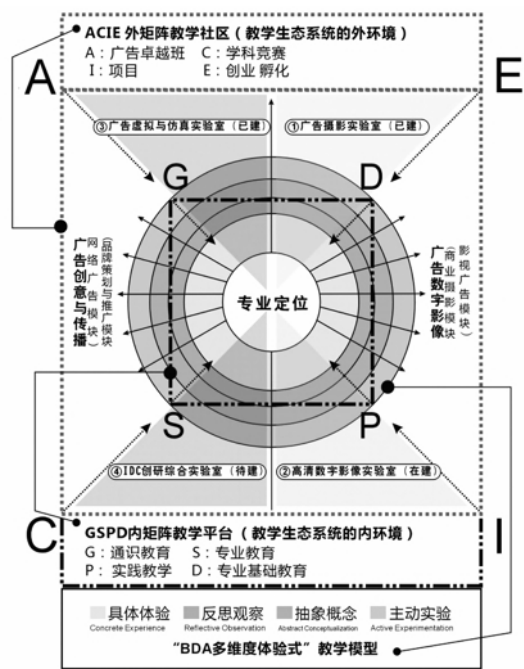 ACIE 外矩阵教学社区（教学生态系统的外环境）
A：广告卓越班 C：学科竞赛
I：项目 E：创业 孵化
A
E
③广告虚拟与仿真实验室（已建）
①广告摄影实验室（已建）
G
D
广告创意与传播
网络广告模块）
（品牌策划与推广模块
专业定位
广告数字影像
（商业摄影模块
影视广告模块）
S
P
④IDC创研综合实验室（待建）
②高清数字影像实验室（在建）
C
I
GSPD内矩阵教学平台（教学生态系统的内环境）
G：通识教育 S：专业教育
P：实践教学 D：专业基础教育
具体体验 反思观察 抽象概念 主动实验
Concrete Experience Reflective Observation Abstract Conceptualization Active Experimentation
“BDA多维度体验式”教学模型